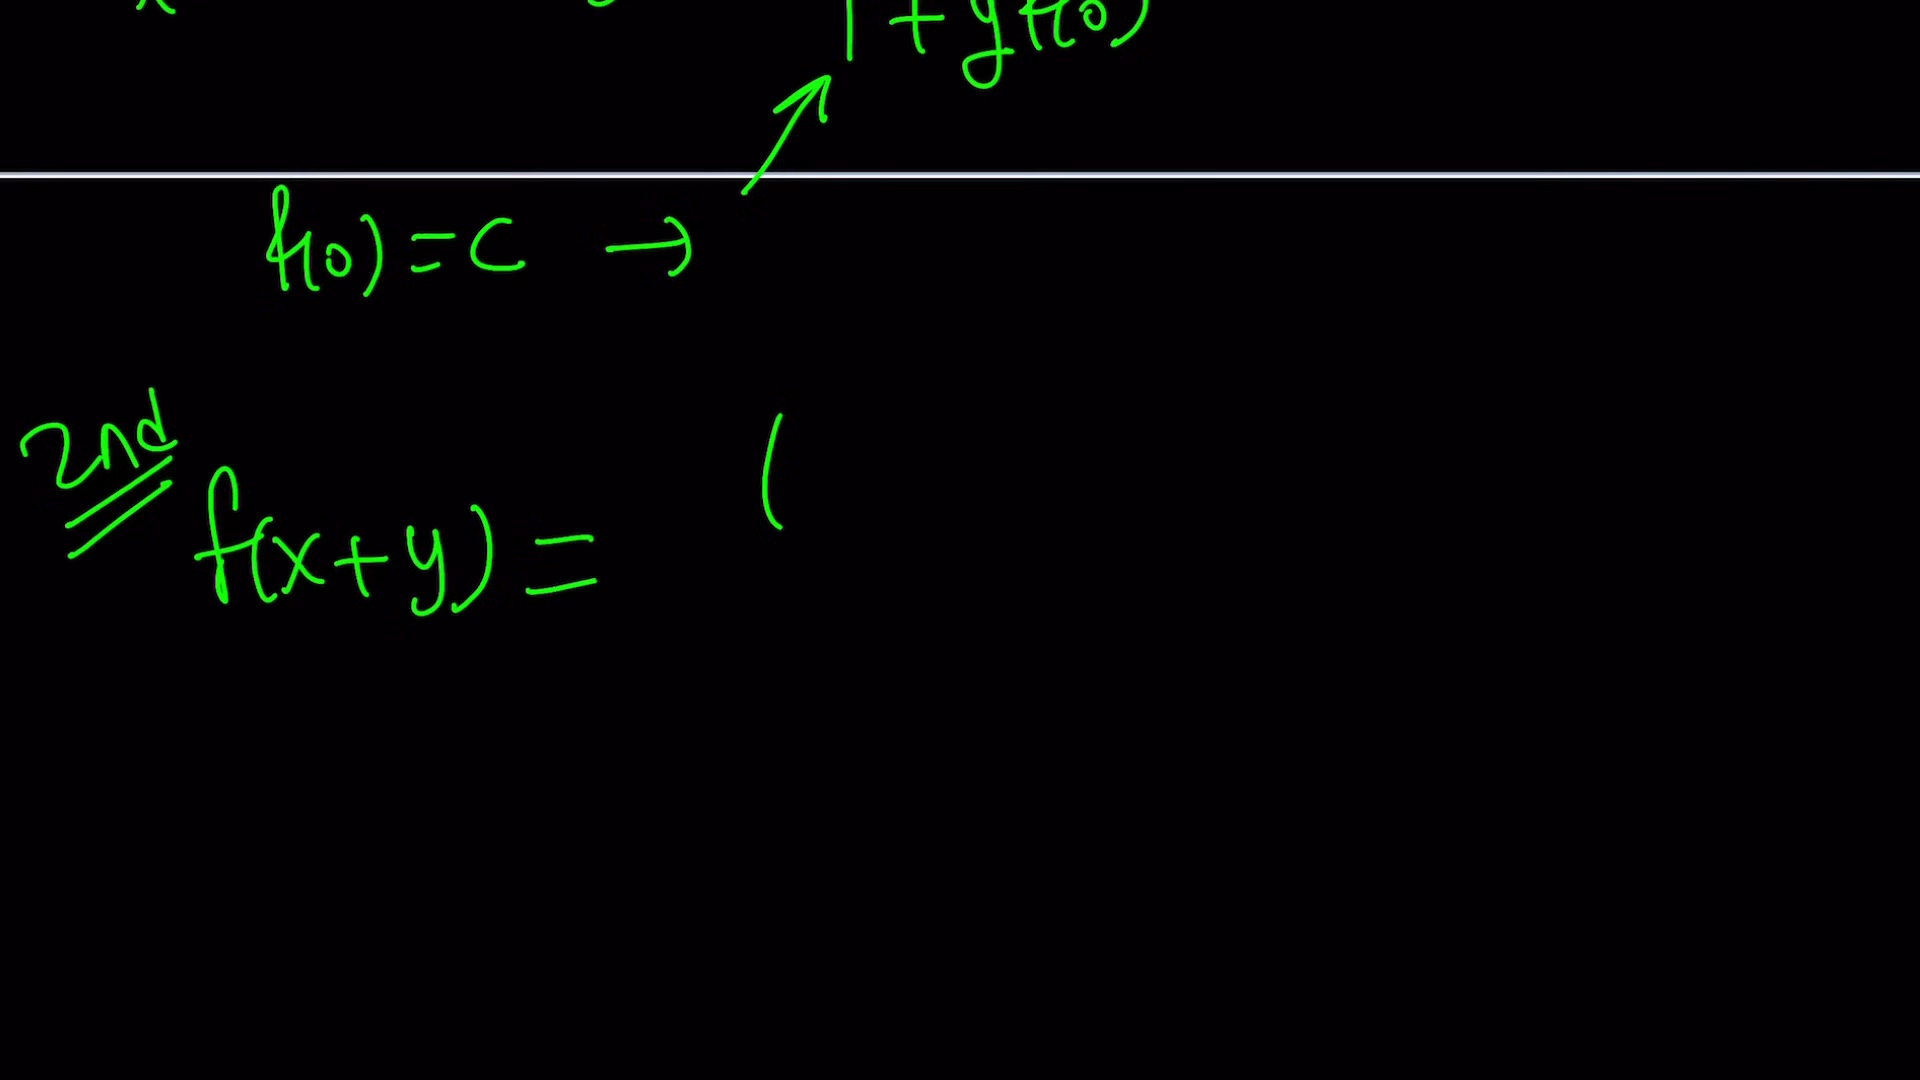 1 + y f(0)
f(0) = c →
2nd
f(x+y) = (